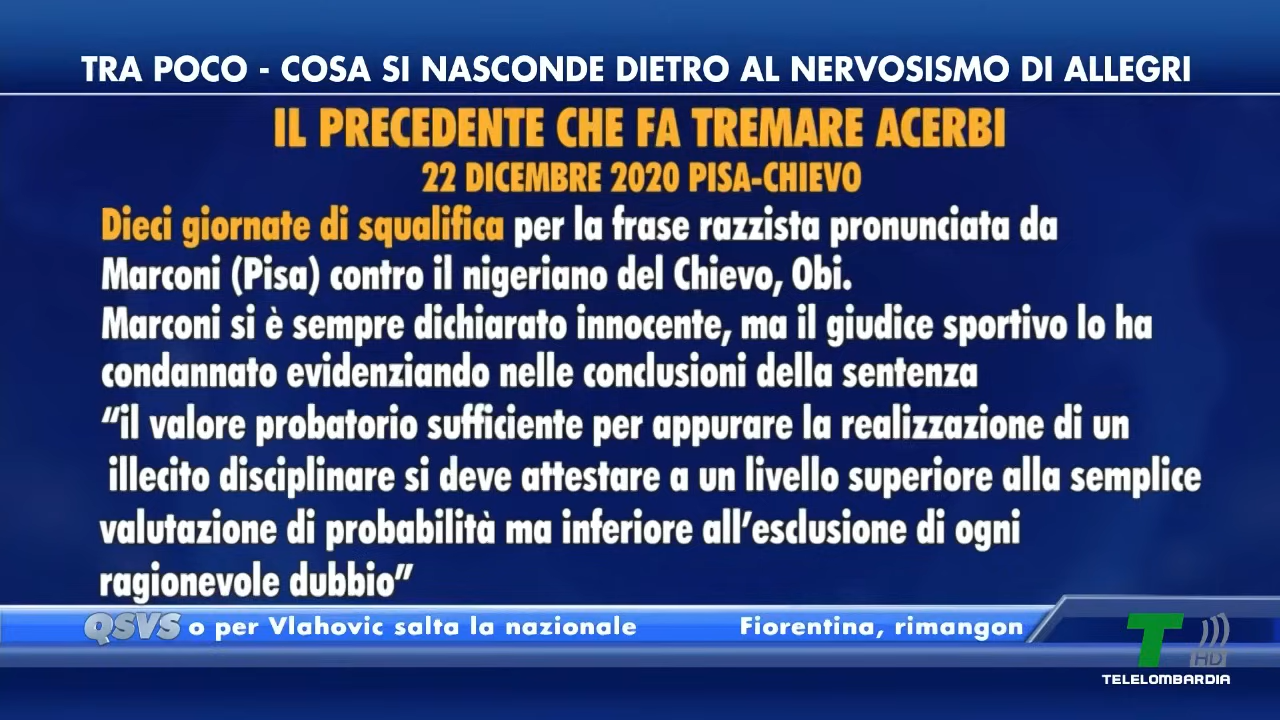 TRA POCO - COSA SI NASCONDE DIETRO AL NERVOSISMO DI ALLEGRI
IL PRECEDENTE CHE FA TREMARE ACERBI
22 DICEMBRE 2020 PISA-CHIEVO
Dieci giornate di squalifica per la frase razzista pronunciata da
Marconi (Pisa) contro il nigeriano del Chievo, Obi.
Marconi si è sempre dichiarato innocente, ma il giudice sportivo lo ha
condannato evidenziando nelle conclusioni della sentenza
“il valore probatorio sufficiente per appurare la realizzazione di un
illecito disciplinare si deve attestare a un livello superiore alla semplice
valutazione di probabilità ma inferiore all’esclusione di ogni
ragionevole dubbio”
QSVS o per Vlahovic salta la nazionale Fiorentina, rimangon
T HD
TELELOMBARDIA